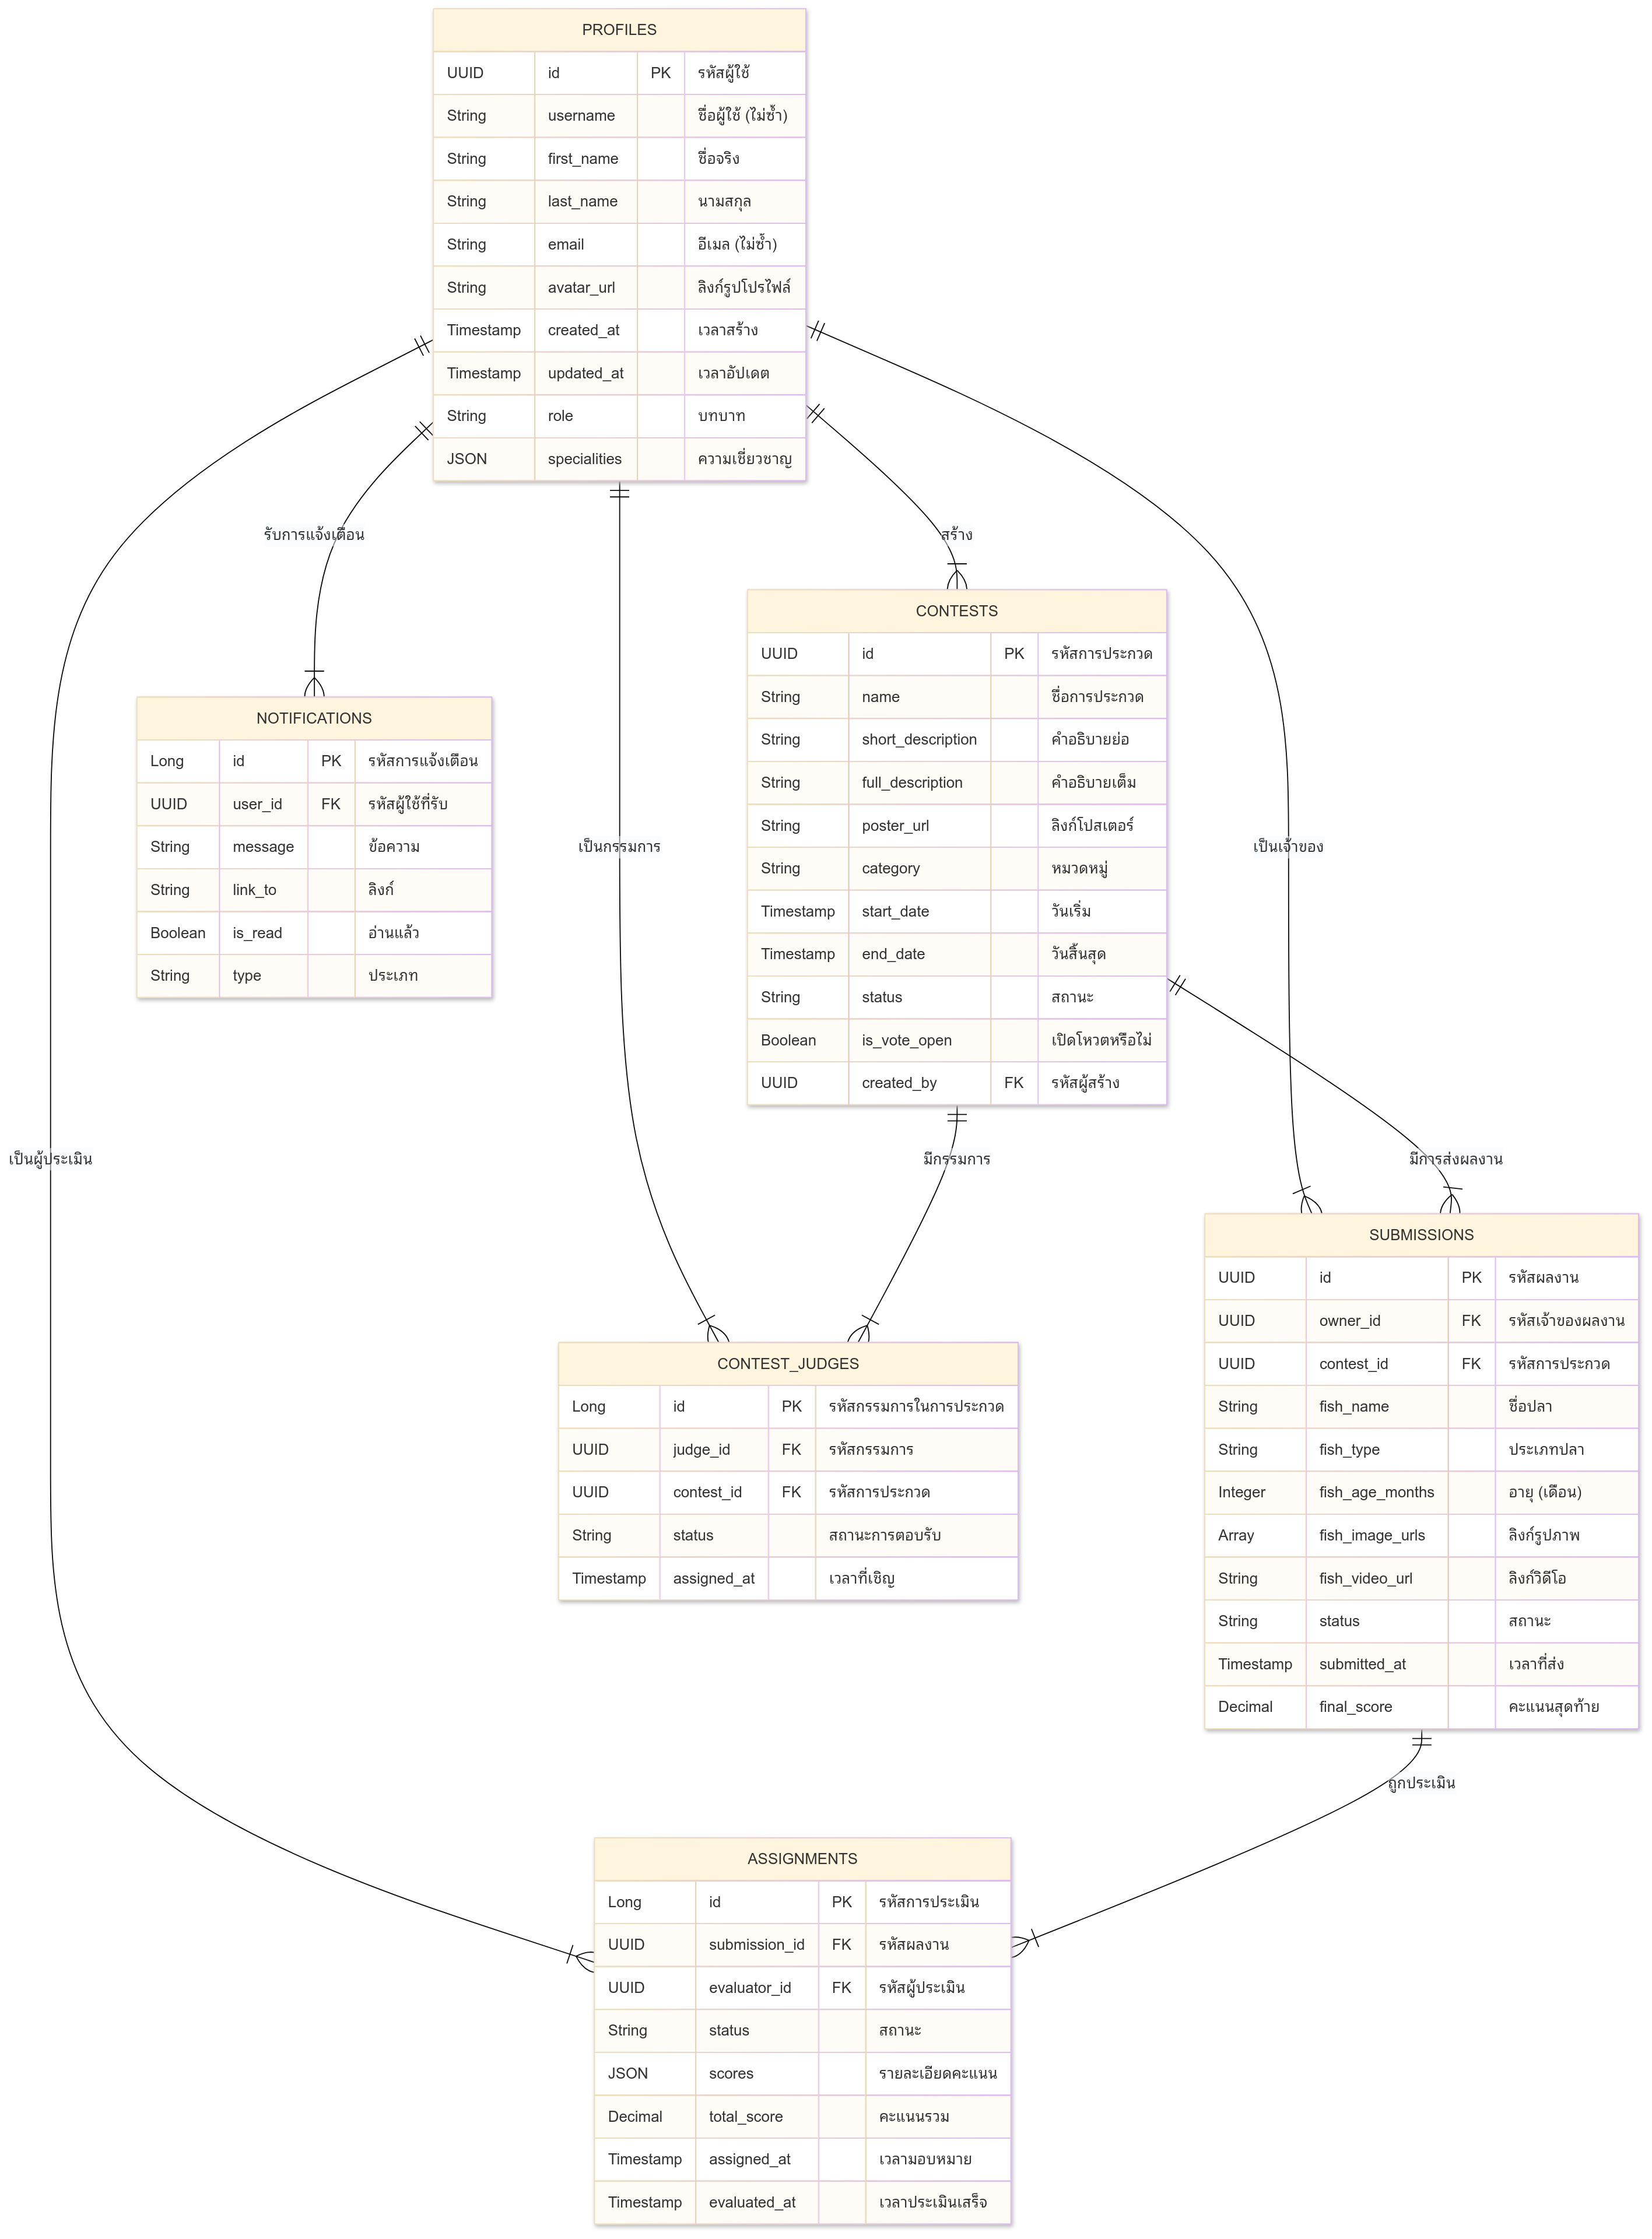 PROFILES
UUID id PK รหัสผู้ใช้
String username ชื่อผู้ใช้ (ไม่ซ้ำ)
String first_name ชื่อจริง
String last_name นามสกุล
String email อีเมล (ไม่ซ้ำ)
String avatar_url ลิงก์รูปโปรไฟล์
Timestamp created_at เวลาสร้าง
Timestamp updated_at เวลาอัปเดต
String role บทบาท
JSON specialities ความเชี่ยวชาญ
รับการแจ้งเตือน
สร้าง
CONTESTS
UUID id PK รหัสการประกวด
String name ชื่อการประกวด
String short_description คำอธิบายย่อ
String full_description คำอธิบายเต็ม
String poster_url ลิงก์โปสเตอร์
String category หมวดหมู่
Timestamp start_date วันเริ่ม
Timestamp end_date วันสิ้นสุด
String status สถานะ
Boolean is_vote_open เปิดโหวตหรือไม่
UUID created_by FK รหัสผู้สร้าง
NOTIFICATIONS
Long id PK รหัสการแจ้งเตือน
UUID user_id FK รหัสผู้ใช้ที่รับ
String message ข้อความ
String link_to ลิงก์
Boolean is_read อ่านแล้ว
String type ประเภท
เป็นกรรมการ
เป็นเจ้าของ
เป็นผู้ประเมิน
มีกรรมการ
มีการส่งผลงาน
SUBMISSIONS
UUID id PK รหัสผลงาน
UUID owner_id FK รหัสเจ้าของผลงาน
UUID contest_id FK รหัสการประกวด
String fish_name ชื่อปลา
String fish_type ประเภทปลา
Integer fish_age_months อายุ (เดือน)
Array fish_image_urls ลิงก์รูปภาพ
String fish_video_url ลิงก์วิดีโอ
String status สถานะ
Timestamp submitted_at เวลาที่ส่ง
Decimal final_score คะแนนสุดท้าย
CONTEST_JUDGES
Long id PK รหัสกรรมการในการประกวด
UUID judge_id FK รหัสกรรมการ
UUID contest_id FK รหัสการประกวด
String status สถานะการตอบรับ
Timestamp assigned_at เวลาที่เชิญ
ถูกประเมิน
ASSIGNMENTS
Long id PK รหัสการประเมิน
UUID submission_id FK รหัสผลงาน
UUID evaluator_id FK รหัสผู้ประเมิน
String status สถานะ
JSON scores รายละเอียดคะแนน
Decimal total_score คะแนนรวม
Timestamp assigned_at เวลามอบหมาย
Timestamp evaluated_at เวลาประเมินเสร็จ